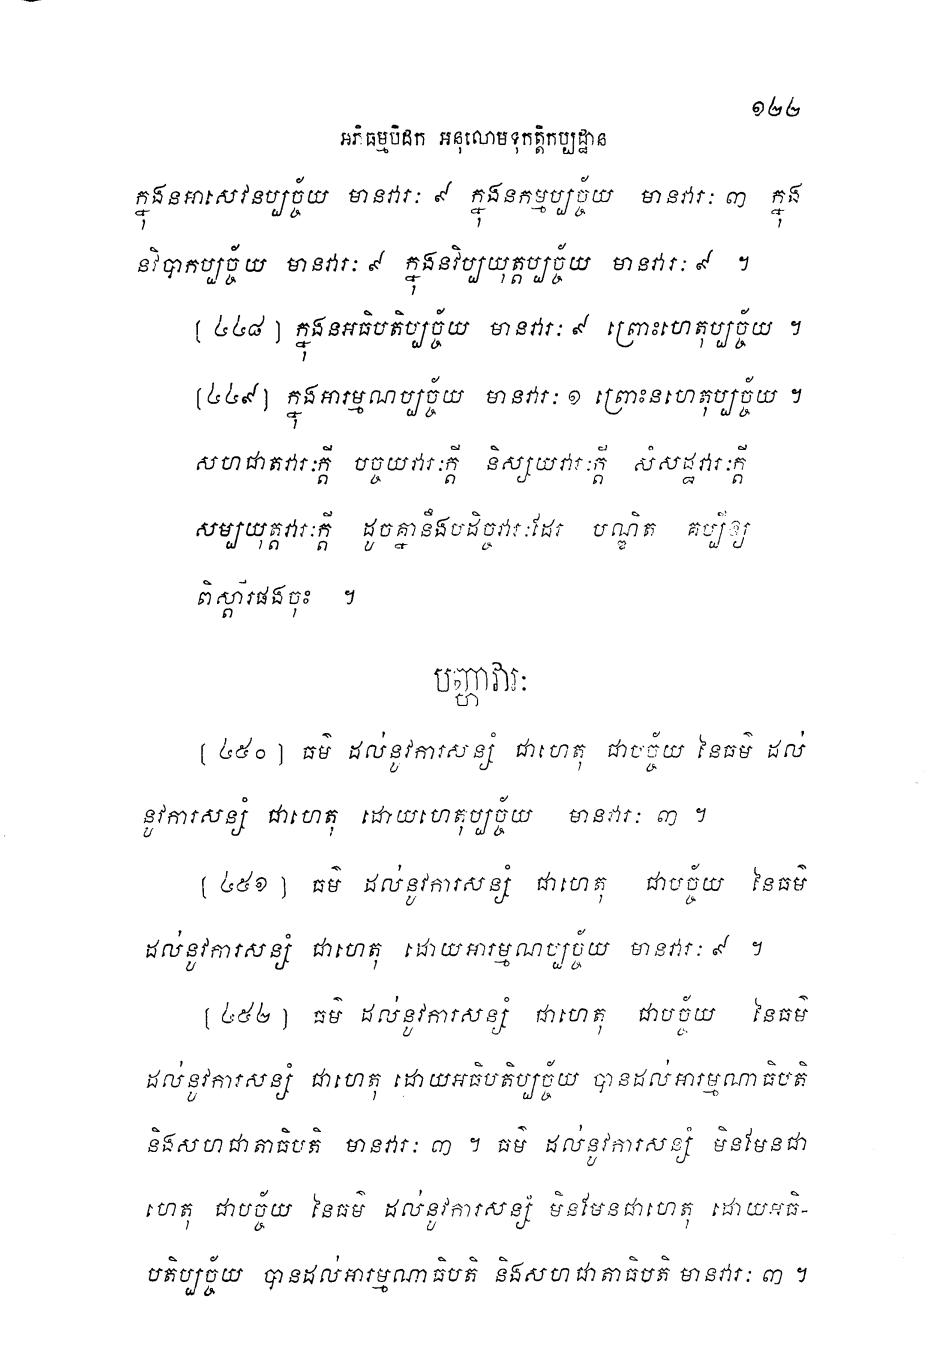 ១២២
អភិធម្មបិដក អនុលោមទុកត្តិកប្បដ្ឋាន
ក្នុងនអាសេវនប្បច្ច័យ មានវារៈ ៩ ក្នុងនកម្មប្បច្ច័យ មានវារៈ ៣ ក្នុង
នវិបាកប្បច្ច័យ មានវារៈ ៩ ក្នុងនវិប្បយុត្តប្បច្ច័យ មានវារៈ ៩ ។
[ ៤៤៨ ] ក្នុងនអធិបតិប្បច្ច័យ មានវារៈ ៩ ព្រោះហេតុប្បច្ច័យ ។
[៤៤៩] ក្នុងអារម្មណប្បច្ច័យ មានវារៈ ១ ព្រោះនហេតុប្បច្ច័យ ។
សហជាតវារៈក្តី បច្ចយវារៈក្តី និស្សយវារៈក្តី សំសដ្ឋវារៈក្តី
សម្បយុត្តវារៈក្តី ដូចគ្នានឹងបដិច្ចវារៈដែរ បណ្ឌិត គប្បីឲ្យ
ពិស្តារផងចុះ ។
បញ្ហាវារៈ
[ ៤៥០ ] ធម៌ ដល់នូវការសន្សំ ជាហេតុ ជាបច្ច័យ នៃធម៌ ដល់
នូវការសន្សំ ជាហេតុ ដោយហេតុប្បច្ច័យ មានវារៈ ៣ ។
[ ៤៥១ ] ធម៌ ដល់នូវការសន្សំ ជាហេតុ ជាបច្ច័យ នៃធម៌
ដល់នូវការសន្សំ ជាហេតុ ដោយអារម្មណប្បច្ច័យ មានវារៈ ៩ ។
[ ៤៥២ ] ធម៌ ដល់នូវការសន្សំ ជាហេតុ ជាបច្ច័យ នៃធម៌
ដល់នូវការសន្សំ ជាហេតុ ដោយអធិបតិប្បច្ច័យ បានដល់អារម្មណាធិបតិ
និងសហជាតាធិបតិ មានវារៈ ៣ ។ ធម៌ ដល់នូវការសន្សំ មិនមែនជា
ហេតុ ជាបច្ច័យ នៃធម៌ ដល់នូវការសន្សំ មិនមែនជាហេតុ ដោយអធិ-
បតិប្បច្ច័យ បានដល់អារម្មណាធិបតិ និងសហជាតាធិបតិ មានវារៈ ៣ ។